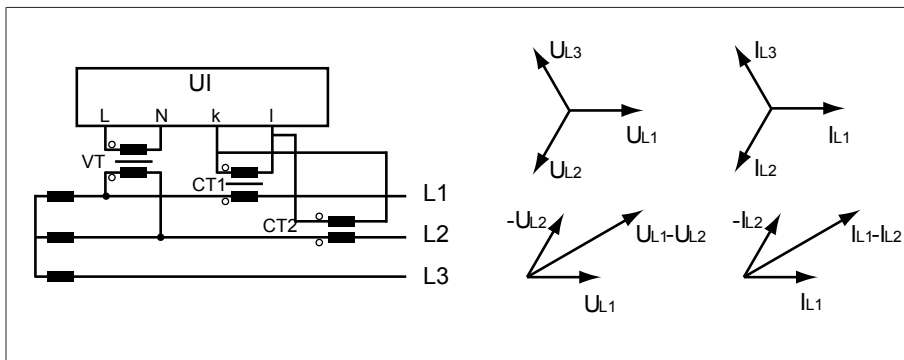 UI
L N k l
VT
CT1
CT2
L1
L2
L3
UL3
UL1
UL2
IL3
IL1
IL2
-UL2
UL1-UL2
UL1
-IL2
IL1-IL2
IL1